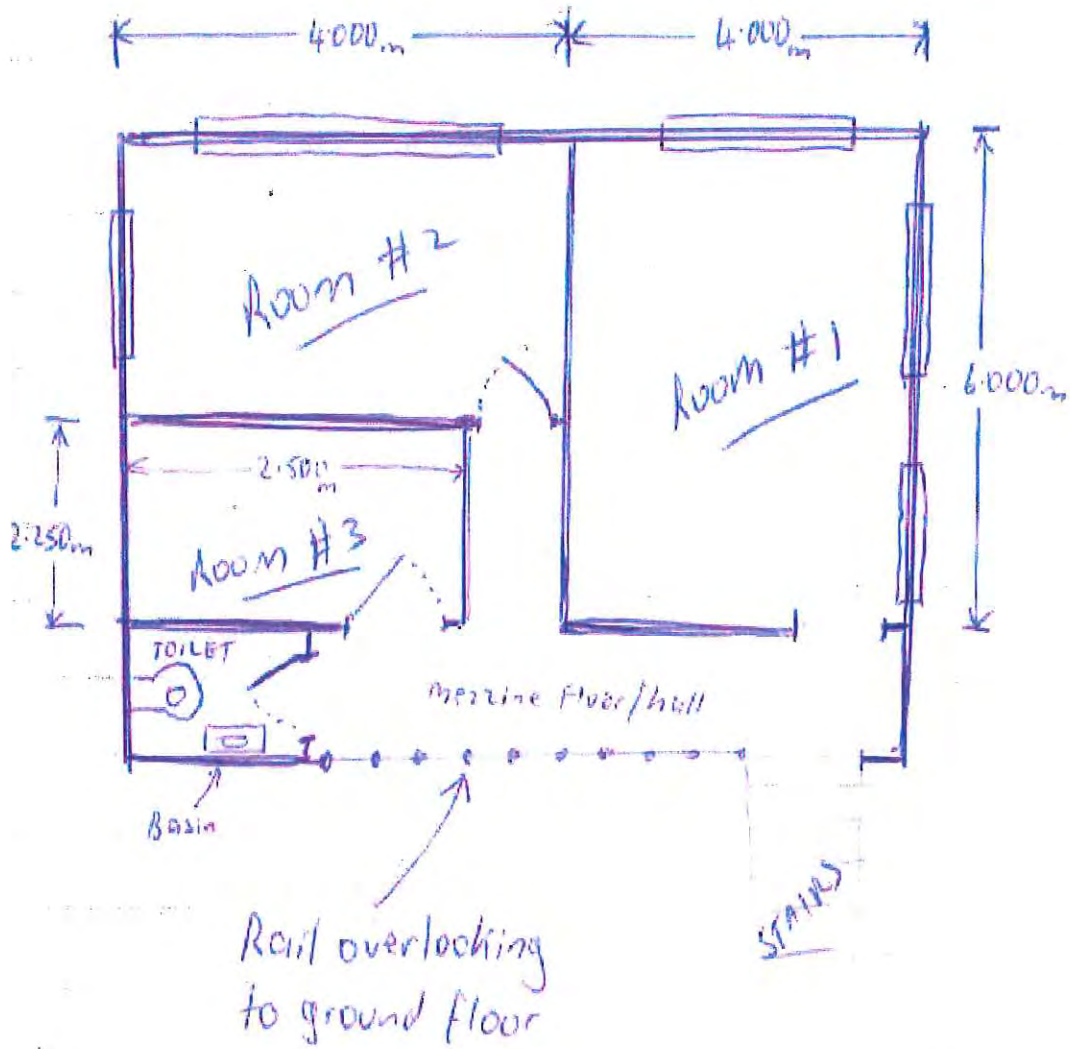 4.000m
4.000m
Room #2
Room #1
6.000m
2.500m
2.250m
Room #3
TOILET
Mezzine Floor/hall
Basin
STAIRS
Rail overlooking
to ground floor